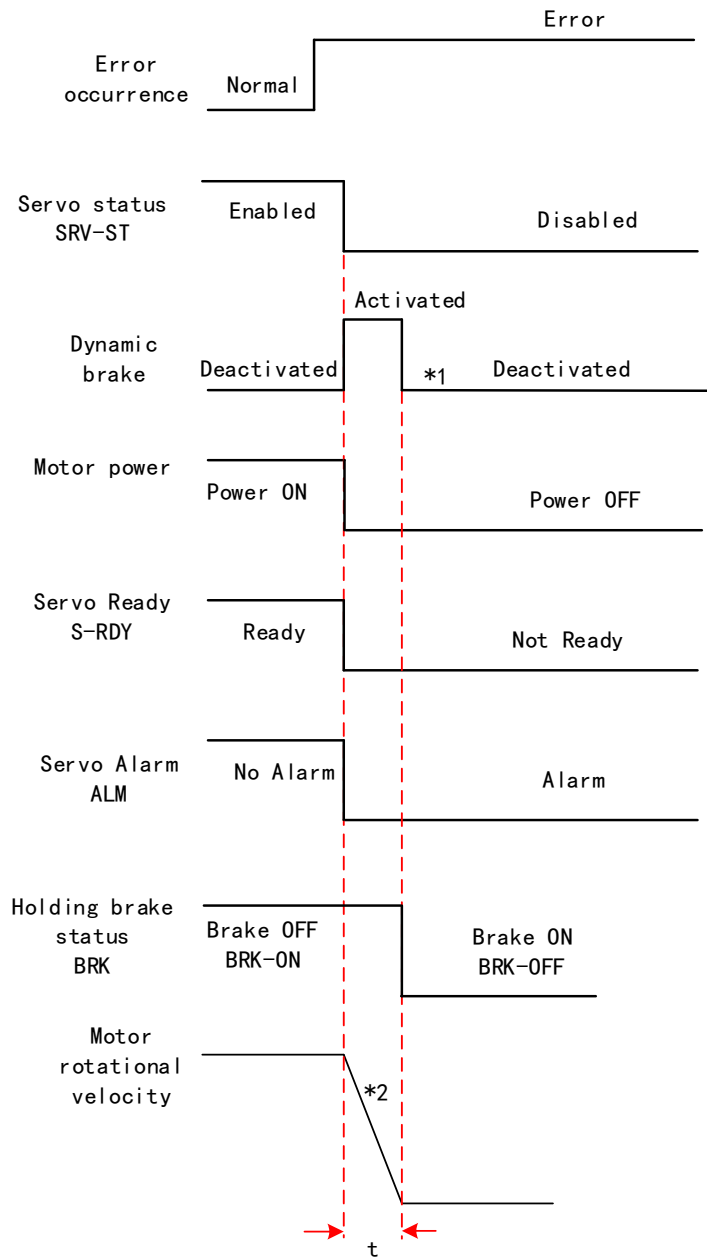 Error
Error
occurrence
Normal
Servo status
SRV-ST
Enabled
Disabled
Activated
Dynamic
brake
Deactivated
*1
Deactivated
Motor power
Power ON
Power OFF
Servo Ready
S-RDY
Ready
Not Ready
Servo Alarm
ALM
No Alarm
Alarm
Holding brake
status
BRK
Brake OFF
BRK-ON
Brake ON
BRK-OFF
Motor
rotational
velocity
*2
t